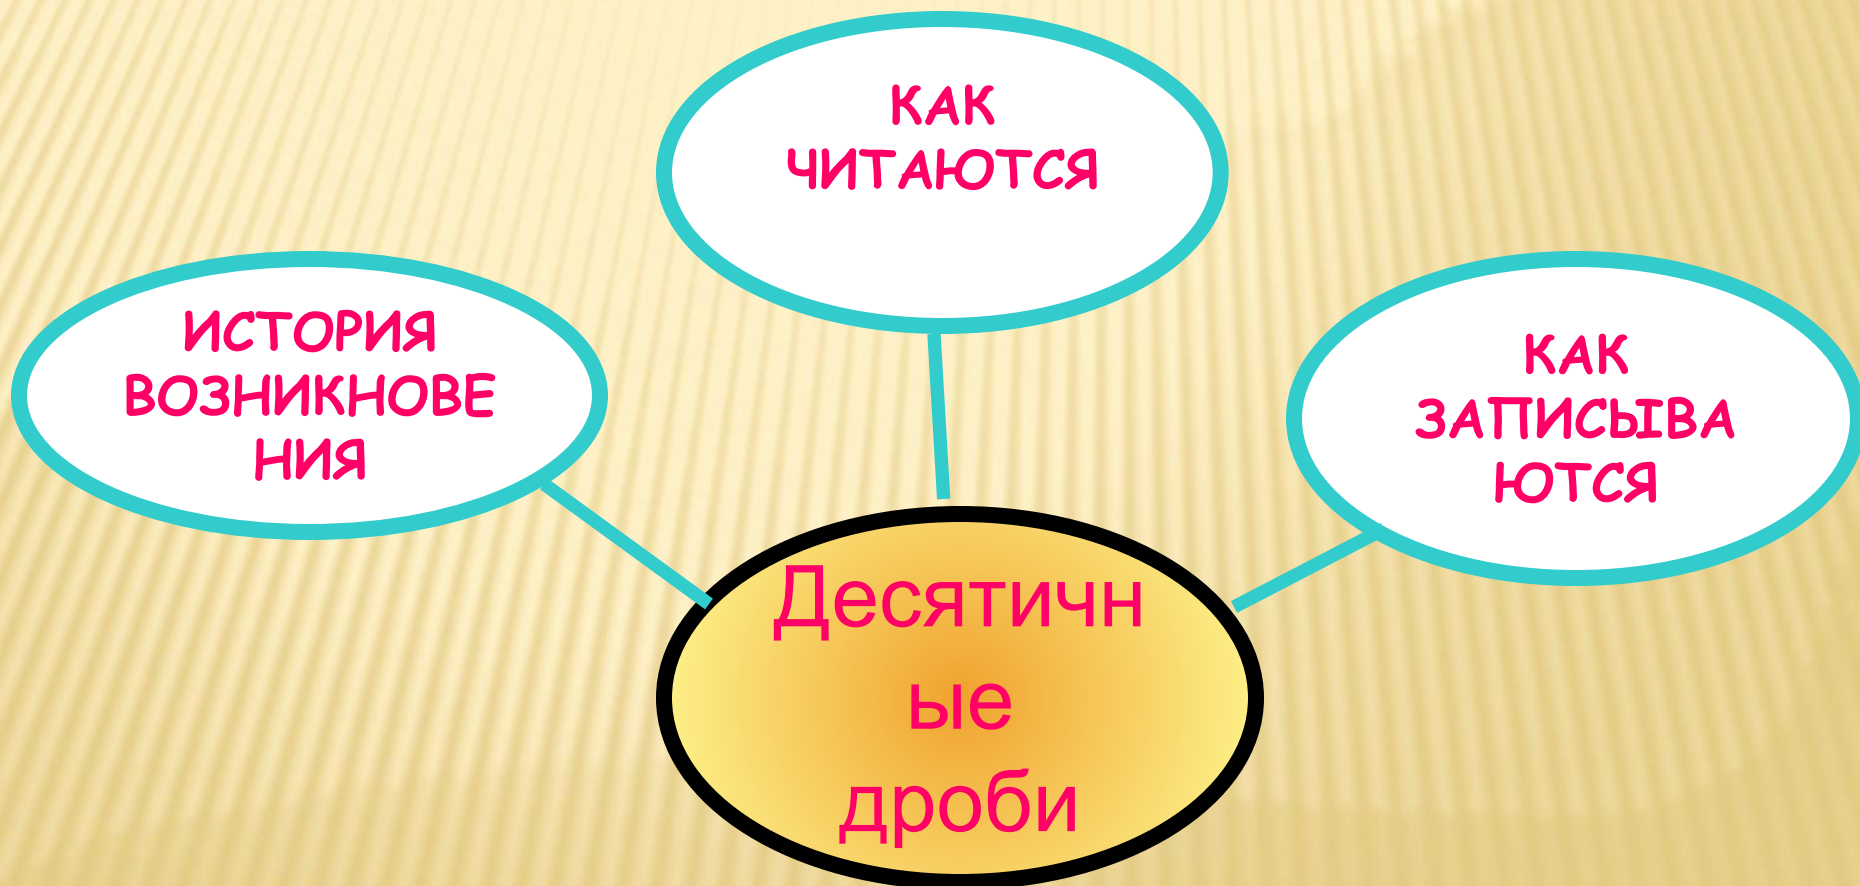 КАК
ЧИТАЮТСЯ
ИСТОРИЯ
ВОЗНИКНОВЕ
НИЯ
КАК
ЗАПИСЫВА
ЮТСЯ
Десятичн
ые
дроби